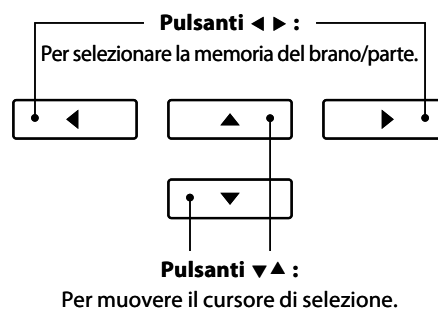 Pulsanti ◀ ▶ :
Per selezionare la memoria del brano/parte.
Pulsanti ▼▲ :
Per muovere il cursore di selezione.